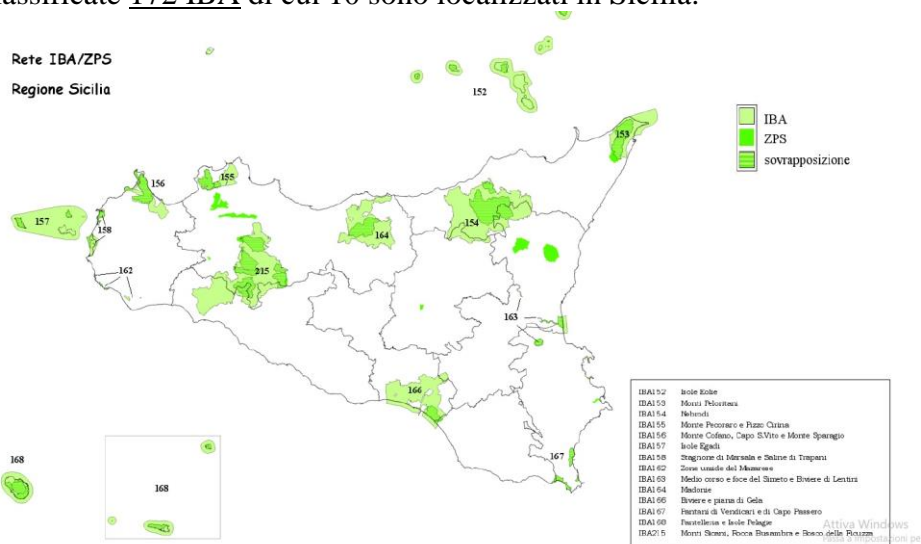 classificate 172 IBA di cui 16 sono localizzati in Sicilia.
Rete IBA/ZPS
Regione Sicilia
152
153
IBA
ZPS
sovrapposizione
155
156
157
158
154
164
215
162
163
166
167
168
168
IBA152 Isole Eolie
IBA153 Monti Peloritani
IBA154 Nebrodi
IBA155 Monte Pecoraro e Pizzo Cirina
IBA156 Monte Cofano, Capo S.Vito e Monte Sparagio
IBA157 Isole Egadi
IBA158 Stagnone di Marsala e Saline di Trapani
IBA162 Zone umide del Mazarese
IBA163 Medio corso e foce del Simeto e Biviere di Lentini
IBA164 Madonie
IBA166 Biviere e piana di Gela
IBA167 Pantani di Vendicari e di Capo Passero
IBA168 Pantelleria e Isole Pelagie
IBA215 Monti Sicani, Rocca Busambra e Bosco della Ficuzza
Attiva Windows
Passa a Impostazioni pe